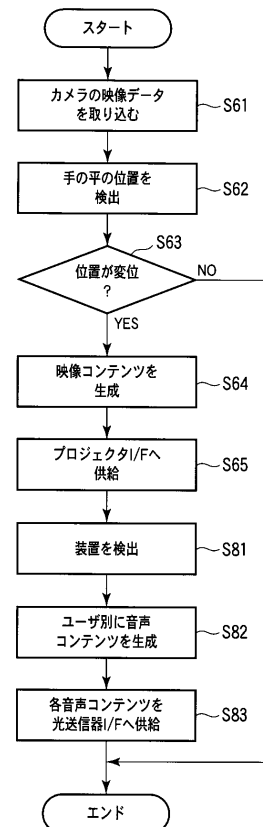 スタート
カメラの映像データ
を取り込む
S61
手の平の位置を
検出
S62
S63
位置が変位
?
NO
YES
映像コンテンツを
生成
S64
プロジェクタI/Fへ
供給
S65
装置を検出
S81
ユーザ別に音声
コンテンツを生成
S82
各音声コンテンツを
光送信器I/Fへ供給
S83
エンド